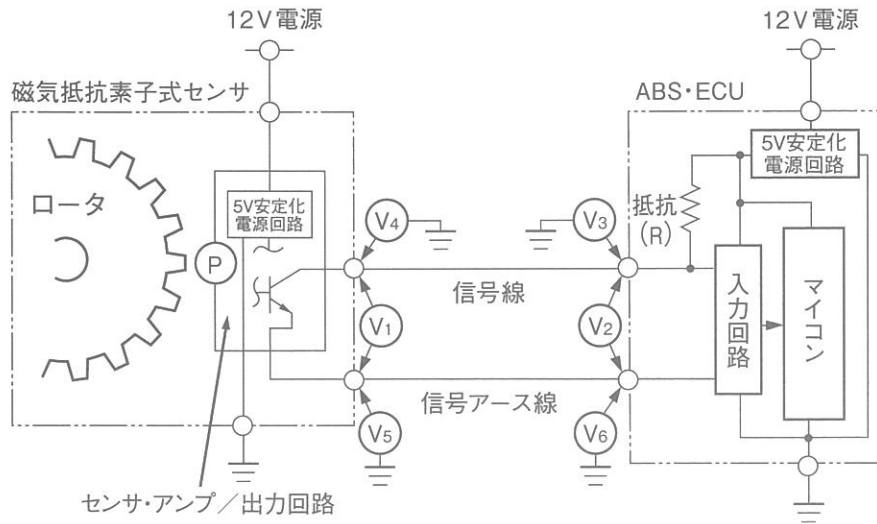 12V電源
12V電源
磁気抵抗素子式センサ
ABS・ECU
ロータ
5V安定化
電源回路
P
V4
V3
抵抗
(R)
5V安定化
電源回路
信号線
V1
V2
入力回路
マイコン
信号アース線
V5
V6
センサ・アンプ/出力回路